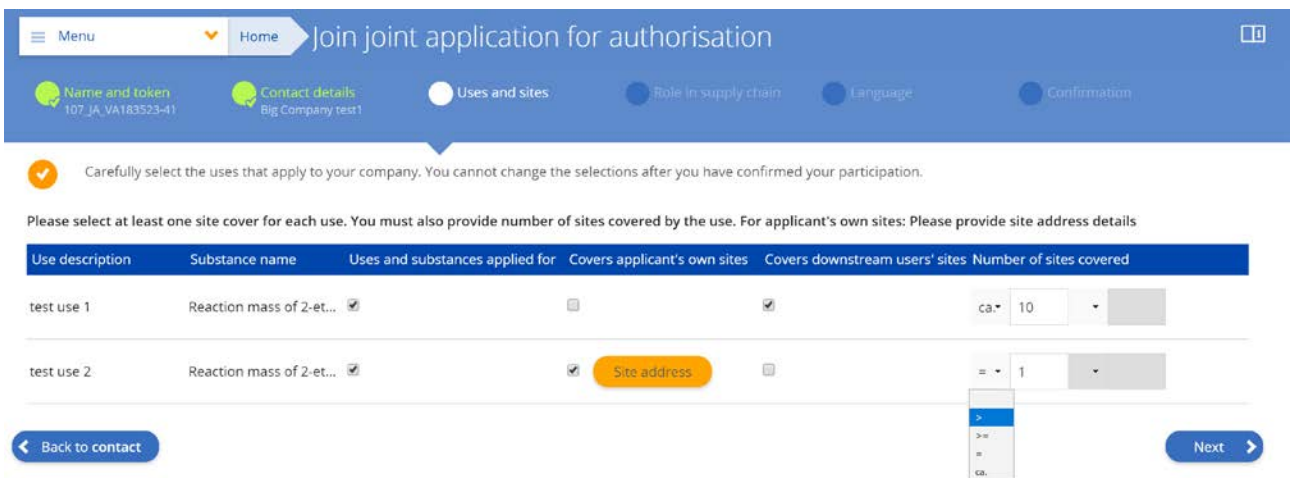 Menu
Home
Join joint application for authorisation
Name and token
107_JA_VA183523-41
Contact details
Big Company test1
Uses and sites
Role in supply chain
Language
Confirmation
Carefully select the uses that apply to your company. You cannot change the selections after you have confirmed your participation.
Please select at least one site cover for each use. You must also provide number of sites covered by the use. For applicant's own sites: Please provide site address details
Use description Substance name Uses and substances applied for Covers applicant's own sites Covers downstream users' sites Number of sites covered
test use 1 Reaction mass of 2-et... ca. 10
test use 2 Reaction mass of 2-et... Site address = 1
>
>=
=
ca.
Back to contact
Next